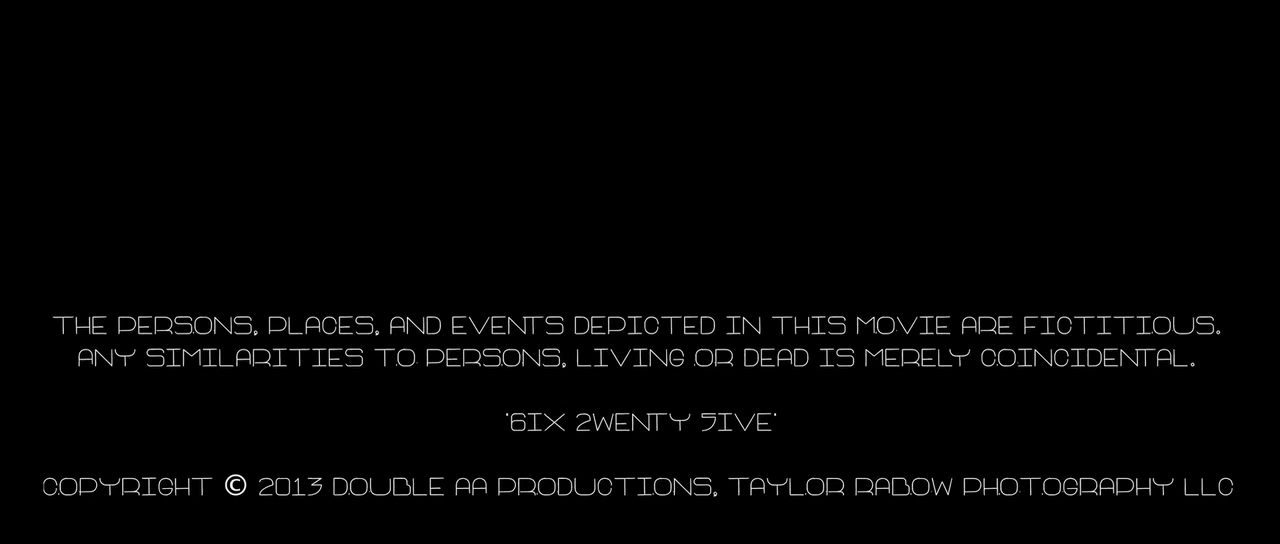 THE PERSONS, PLACES, AND EVENTS DEPICTED IN THIS MOVIE ARE FICTITIOUS.
ANY SIMILARITIES TO PERSONS, LIVING OR DEAD IS MERELY COINCIDENTAL.
'6IX 2WENTY 5IVE'
COPYRIGHT © 2013 DOUBLE AA PRODUCTIONS, TAYLOR RABOW PHOTOGRAPHY LLC